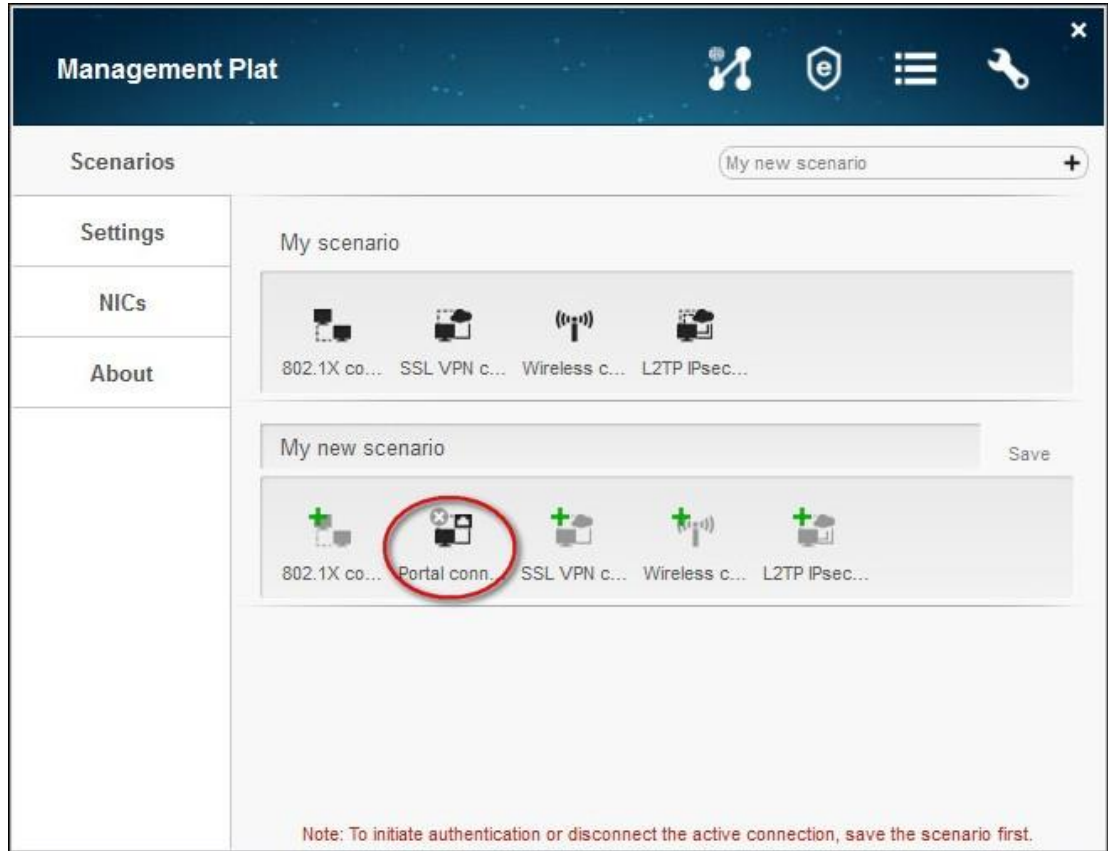 Management Plat
Scenarios
My new scenario
Settings
NICs
About
My scenario
802.1X co... SSL VPN c... Wireless c... L2TP IPsec...
My new scenario
Save
802.1X co... Portal conn... SSL VPN c... Wireless c... L2TP IPsec...
Note: To initiate authentication or disconnect the active connection, save the scenario first.